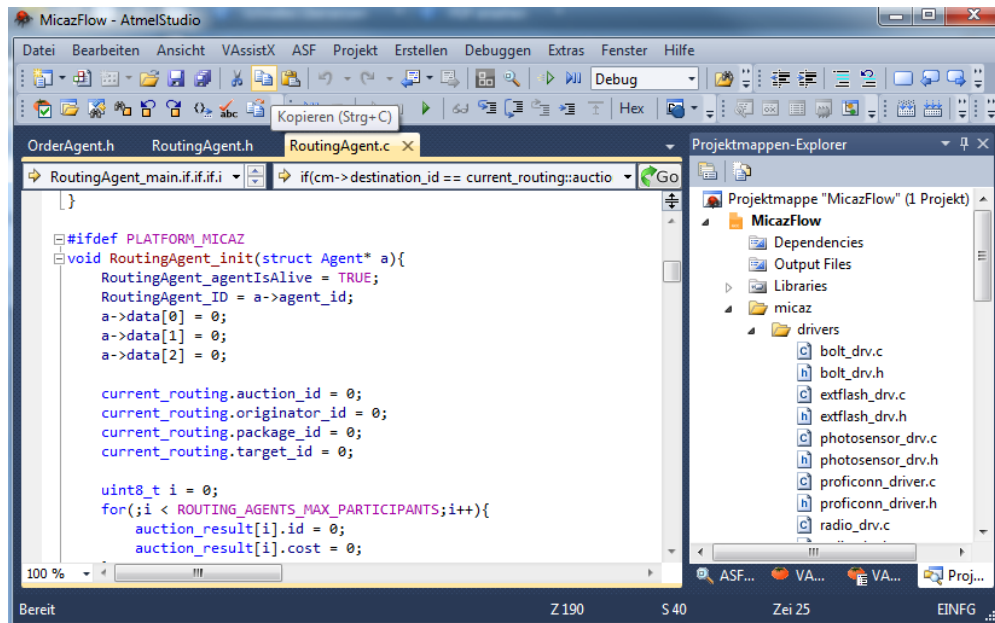 MicazFlow - AtmelStudio
Datei Bearbeiten Ansicht VAssistX ASF Projekt Erstellen Debuggen Extras Fenster Hilfe
Debug
abc Hex
Kopieren (Strg+C)
OrderAgent.h RoutingAgent.h RoutingAgent.c
RoutingAgent_main.if.if.if.i if(cm->destination_id == current_routing::auctio Go
}
#ifdef PLATFORM_MICAZ
void RoutingAgent_init(struct Agent* a){
RoutingAgent_agentIsAlive = TRUE;
RoutingAgent_ID = a->agent_id;
a->data[0] = 0;
a->data[1] = 0;
a->data[2] = 0;
current_routing.auction_id = 0;
current_routing.originator_id = 0;
current_routing.package_id = 0;
current_routing.target_id = 0;
uint8_t i = 0;
for(;i < ROUTING_AGENTS_MAX_PARTICIPANTS;i++){
auction_result[i].id = 0;
auction_result[i].cost = 0;
100 %
Projektmappen-Explorer
Projektmappe "MicazFlow" (1 Projekt)
MicazFlow
Dependencies
Output Files
Libraries
micaz
drivers
bolt_drv.c
bolt_drv.h
extflash_drv.c
extflash_drv.h
photosensor_drv.c
photosensor_drv.h
proficonn_driver.c
proficonn_driver.h
radio_drv.c
ASF... VA... VA... Proj...
Bereit Z 190 S 40 Zei 25 EINFG